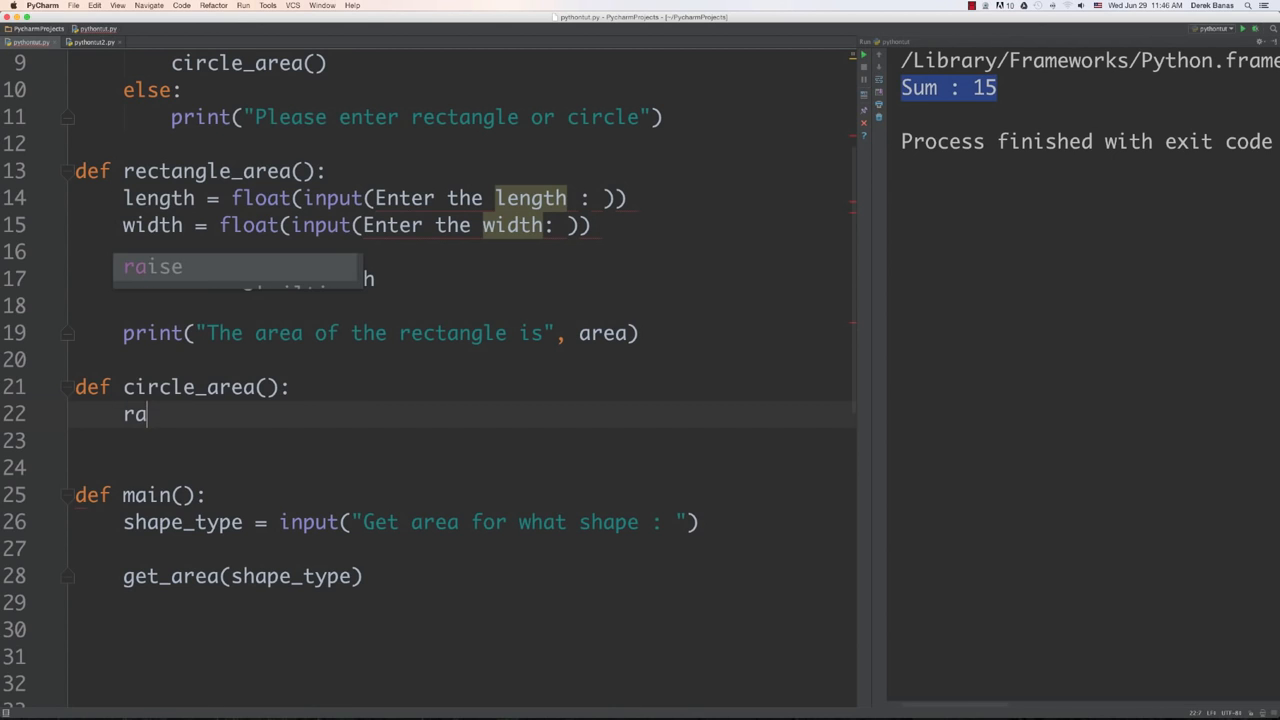 PyCharm File Edit View Navigate Code Refactor Run Tools VCS Window Help 10 Wed Jun 29 11:46 AM Derek Banas
pythontut.py - PycharmProjects - [~/PycharmProjects]
PycharmProjects pythontut.py pythontut
pythontut.py pythontut2.py Run: pythontut
9 circle_area()
10 else:
11 print("Please enter rectangle or circle")
12
13 def rectangle_area():
14 length = float(input(Enter the length : ))
15 width = float(input(Enter the width: ))
16
raise
17 h
18
19 print("The area of the rectangle is", area)
20
21 def circle_area():
22 ra
23
24
25 def main():
26 shape_type = input("Get area for what shape : ")
27
28 get_area(shape_type)
29
30
31
32
/Library/Frameworks/Python.frame
Sum : 15
Process finished with exit code
22:7 LF≠ UTF-8≠